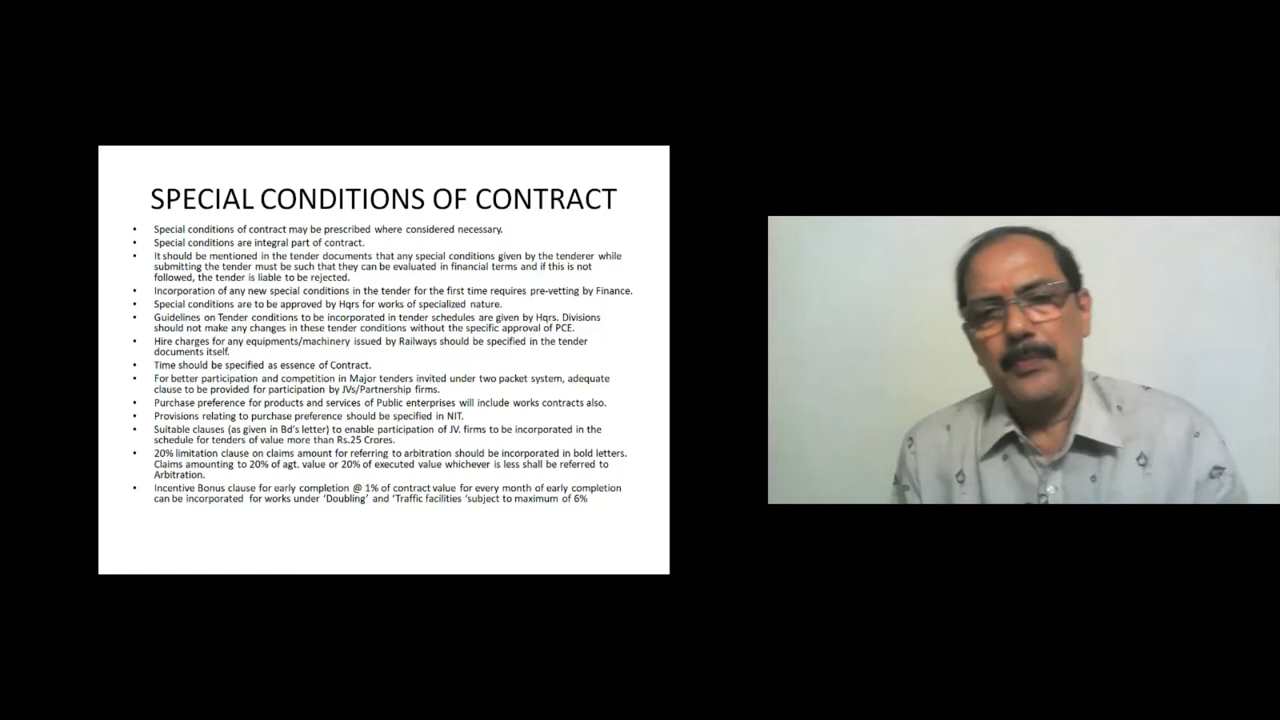 SPECIAL CONDITIONS OF CONTRACT
• Special conditions of contract may be prescribed where considered necessary.
• Special conditions are integral part of contract.
• It should be mentioned in the tender documents that any special conditions given by the tenderer while
submitting the tender must be such that they can be evaluated in financial terms and if this is not
followed, the tender is liable to be rejected.
• Incorporation of any new special conditions in the tender for the first time requires pre-vetting by Finance.
• Special conditions are to be approved by Hqrs for works of specialized nature.
• Guidelines on Tender conditions to be incorporated in tender schedules are given by Hqrs. Divisions
should not make any changes in these tender conditions without the specific approval of PCE.
• Hire charges for any equipments/machinery issued by Railways should be specified in the tender
documents itself.
• Time should be specified as essence of Contract.
• For better participation and competition in Major tenders invited under two packet system, adequate
clause to be provided for participation by JVs/Partnership firms.
• Purchase preference for products and services of Public enterprises will include works contracts also.
• Provisions relating to purchase preference should be specified in NIT.
• Suitable clauses (as given in Bd's letter) to enable participation of JV. firms to be incorporated in the
schedule for tenders of value more than Rs.25 Crores.
• 20% limitation clause on claims amount for referring to arbitration should be incorporated in bold letters.
Claims amounting to 20% of agt. value or 20% of executed value whichever is less shall be referred to
Arbitration.
• Incentive Bonus clause for early completion @ 1% of contract value for every month of early completion
can be incorporated for works under 'Doubling' and 'Traffic facilities 'subject to maximum of 6%